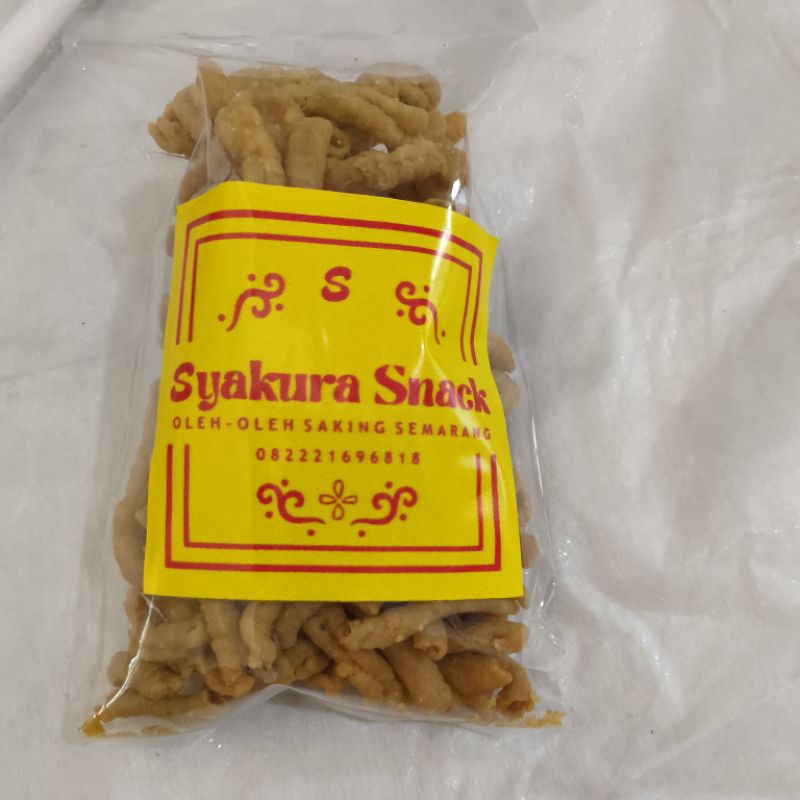 S
Syakura Snack
OLEH-OLEH SAKING SEMARANG
082221696818